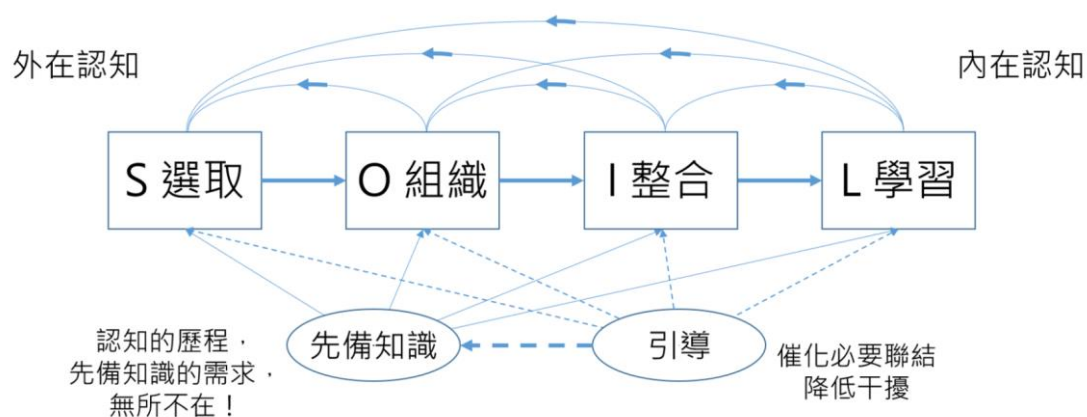 外在認知
內在認知
S 選取
O 組織
I 整合
L 學習
先備知識
引導
認知的歷程，
先備知識的需求，
無所不在！
催化必要聯結
降低干擾